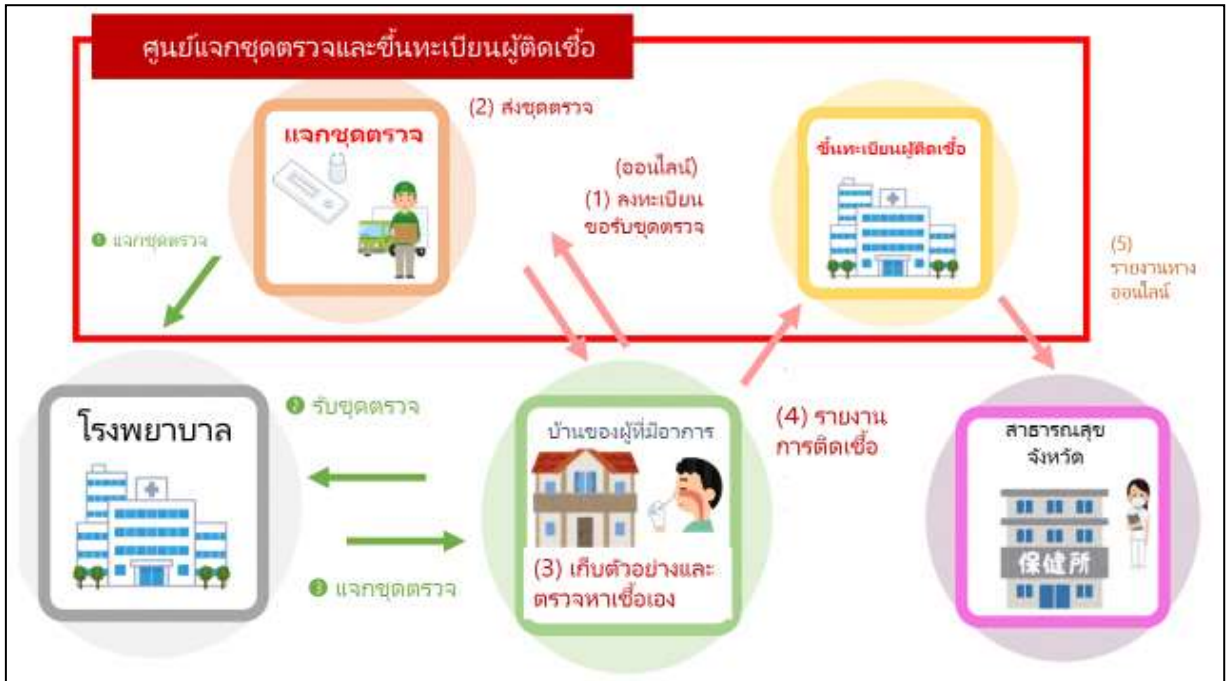 ศูนย์แจกชุดตรวจและขึ้นทะเบียนผู้ติดเชื้อ
(2) ส่งชุดตรวจ
แจกชุดตรวจ
ขึ้นทะเบียนผู้ติดเชื้อ
(ออนไลน์)
(1) ลงทะเบียน
ขอรับชุดตรวจ
❶ แจกชุดตรวจ
(5)
รายงานทาง
ออนไลน์
โรงพยาบาล
❷ รับชุดตรวจ
บ้านของผู้ที่มีอาการ
(4) รายงาน
การติดเชื้อ
สาธารณสุข
จังหวัด
保健所
(3) เก็บตัวอย่างและ
ตรวจหาเชื้อเอง
❸ แจกชุดตรวจ